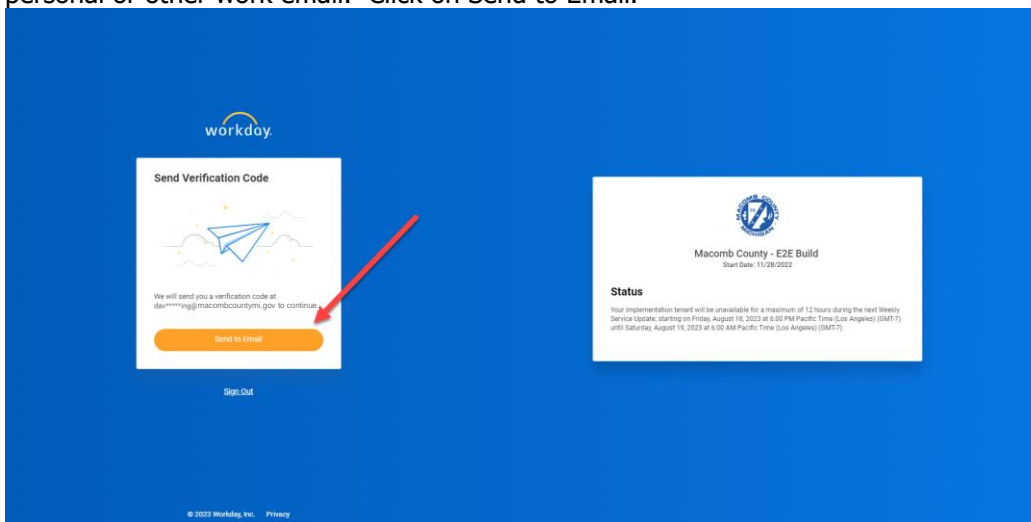 personal or other work email. Click on Send to Email.
workday.
Send Verification Code
We will send you a verification code at
dav*****ing@macombcountymi.gov to continue.
Send to Email
Sign Out
© 2023 Workday, Inc. Privacy
MACOMB COUNTY
MICHIGAN
Macomb County - E2E Build
Start Date: 11/28/2022
Status
Your Implementation tenant will be unavailable for a maximum of 12 hours during the next Weekly
Service Update; starting on Friday, August 18, 2023 at 6:00 PM Pacific Time (Los Angeles) (GMT-7)
until Saturday, August 19, 2023 at 6:00 AM Pacific Time (Los Angeles) (GMT-7).